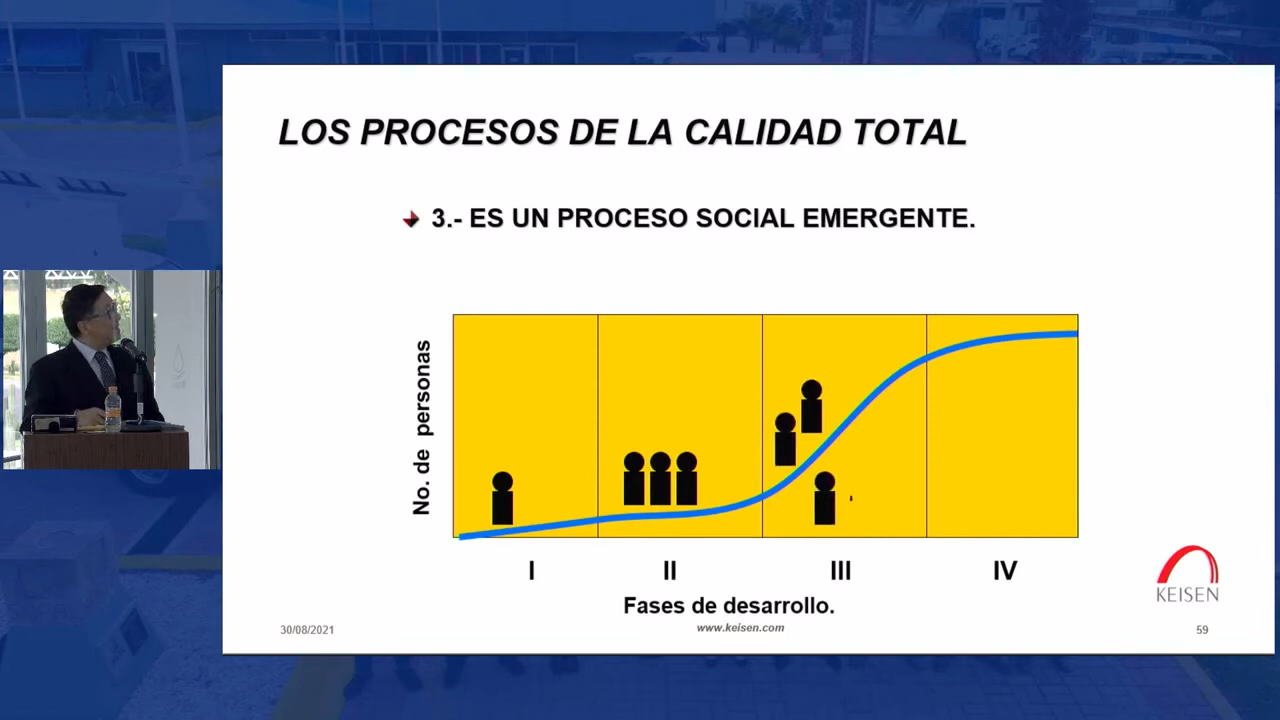 LOS PROCESOS DE LA CALIDAD TOTAL
3.- ES UN PROCESO SOCIAL EMERGENTE.
No. de personas
I II III IV
Fases de desarrollo.
www.keisen.com
30/08/2021
59
KEISEN